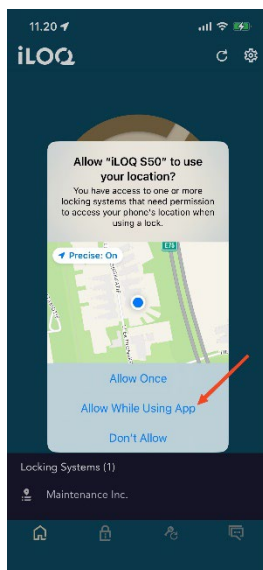 11.20
iLOQ
Allow “iLOQ S50” to use
your location?
You have access to one or more
locking systems that need permission
to access your phone's location when
using a lock.
Precise: On
E75
Allow Once
Allow While Using App
Don't Allow
Locking Systems (1)
Maintenance Inc.